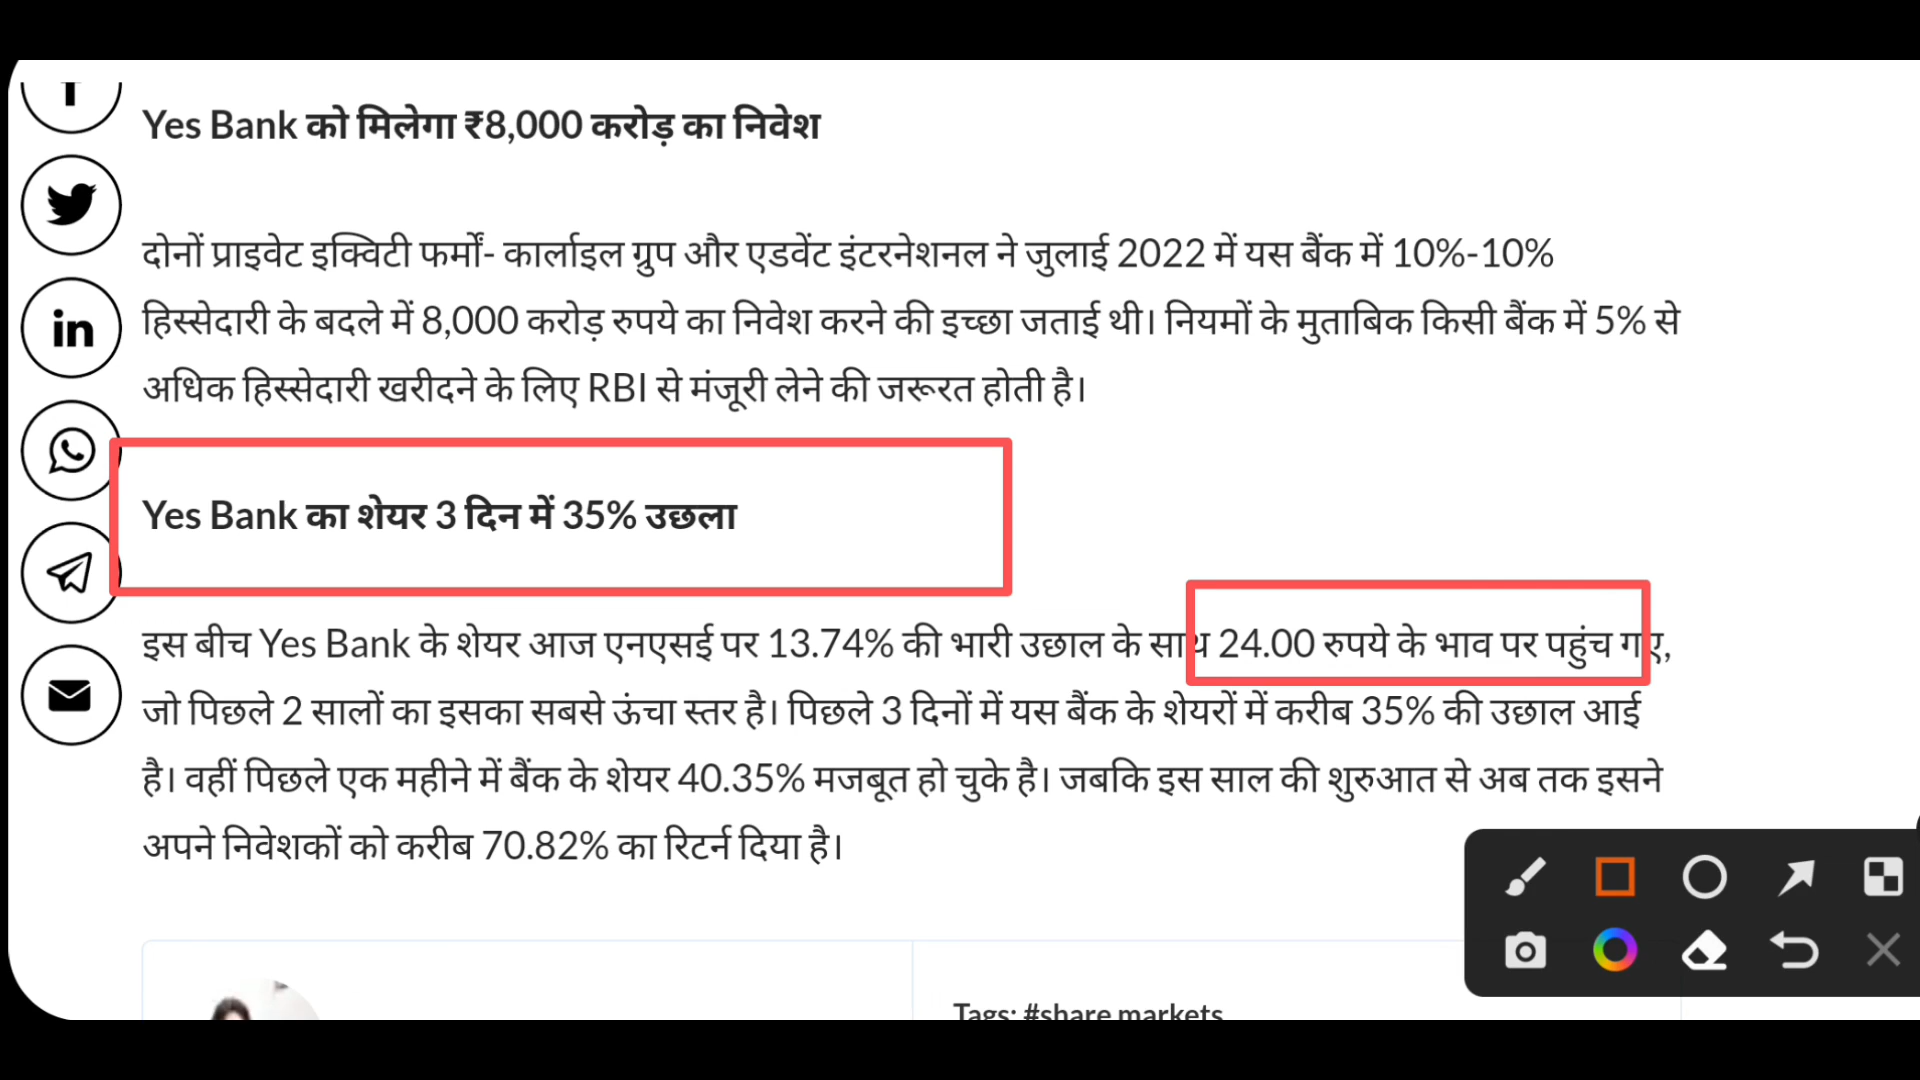 Yes Bank को मिलेगा ₹8,000 करोड़ का निवेश
दोनों प्राइवेट इक्विटी फर्मों- कार्लाइल ग्रुप और एडवेंट इंटरनेशनल ने जुलाई 2022 में यस बैंक में 10%-10%
हिस्सेदारी के बदले में 8,000 करोड़ रुपये का निवेश करने की इच्छा जताई थी। नियमों के मुताबिक किसी बैंक में 5% से
अधिक हिस्सेदारी खरीदने के लिए RBI से मंजूरी लेने की जरूरत होती है।
Yes Bank का शेयर 3 दिन में 35% उछला
इस बीच Yes Bank के शेयर आज एनएसई पर 13.74% की भारी उछाल के साथ 24.00 रुपये के भाव पर पहुंच गए,
जो पिछले 2 सालों का इसका सबसे ऊंचा स्तर है। पिछले 3 दिनों में यस बैंक के शेयरों में करीब 35% की उछाल आई
है। वहीं पिछले एक महीने में बैंक के शेयर 40.35% मजबूत हो चुके है। जबकि इस साल की शुरुआत से अब तक इसने
अपने निवेशकों को करीब 70.82% का रिटर्न दिया है।
Tags: #share markets